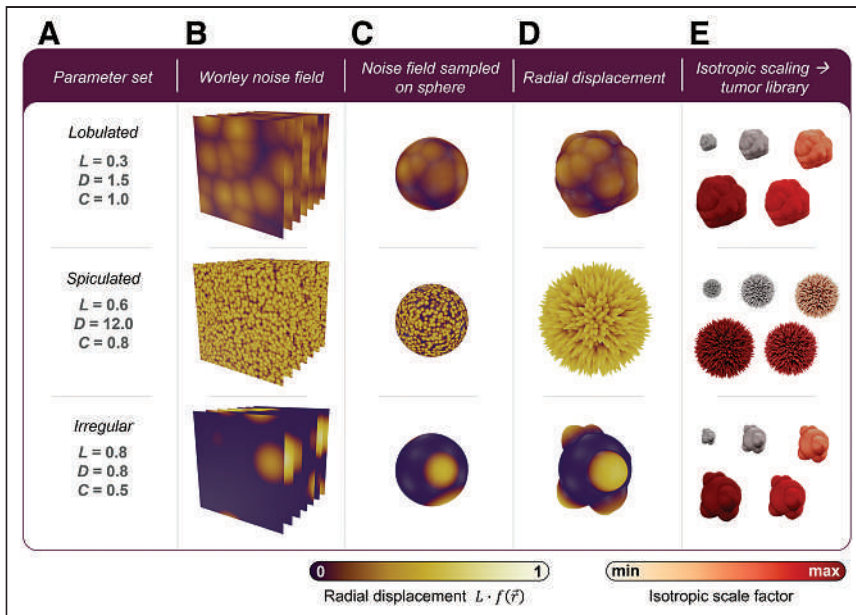 A B C D E
Parameter set
Worley noise field
Noise field sampled
on sphere
Radial displacement
Isotropic scaling →
tumor library
Lobulated
L = 0.3
D = 1.5
C = 1.0
Spiculated
L = 0.6
D = 12.0
C = 0.8
Irregular
L = 0.8
D = 0.8
C = 0.5
0 1
Radial displacement L · f(r⃗)
min max
Isotropic scale factor